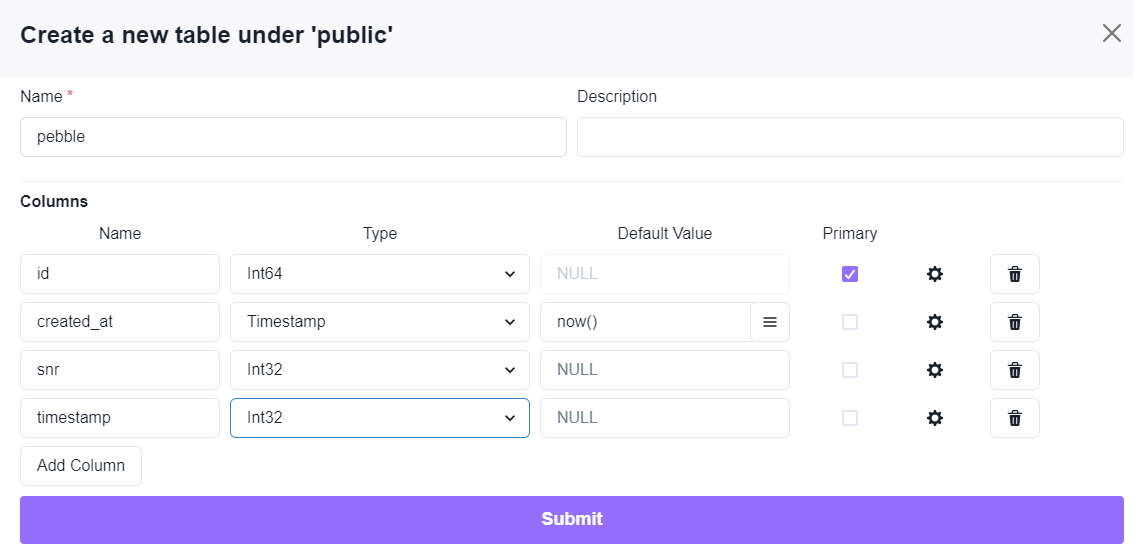 Create a new table under 'public'
Name * Description
pebble
Columns
Name Type Default Value Primary
id Int64 NULL
created_at Timestamp now()
snr Int32 NULL
timestamp Int32 NULL
Add Column
Submit